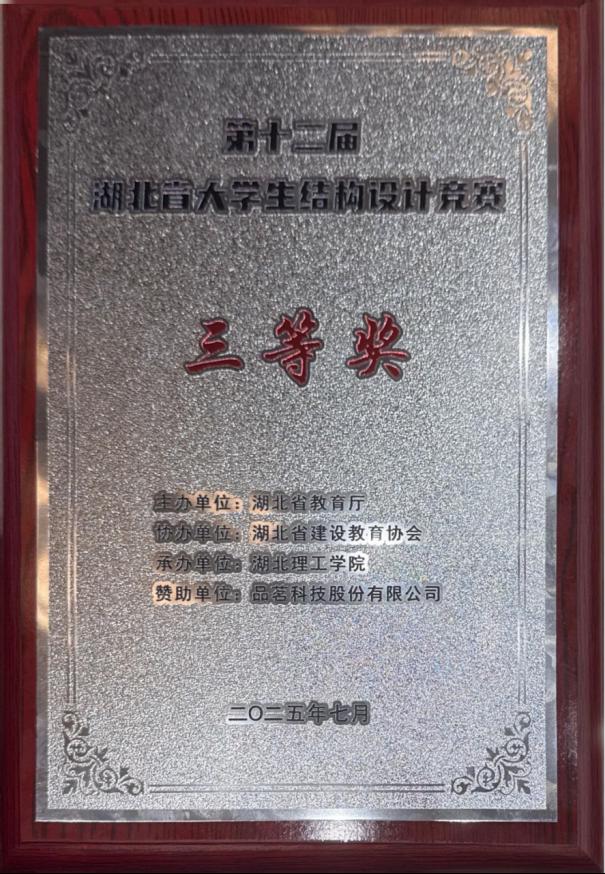 第十二届
湖北省大学生结构设计竞赛
三等奖
主办单位：湖北省教育厅
协办单位：湖北省建设教育协会
承办单位：湖北理工学院
赞助单位：品茗科技股份有限公司
二〇二五年七月